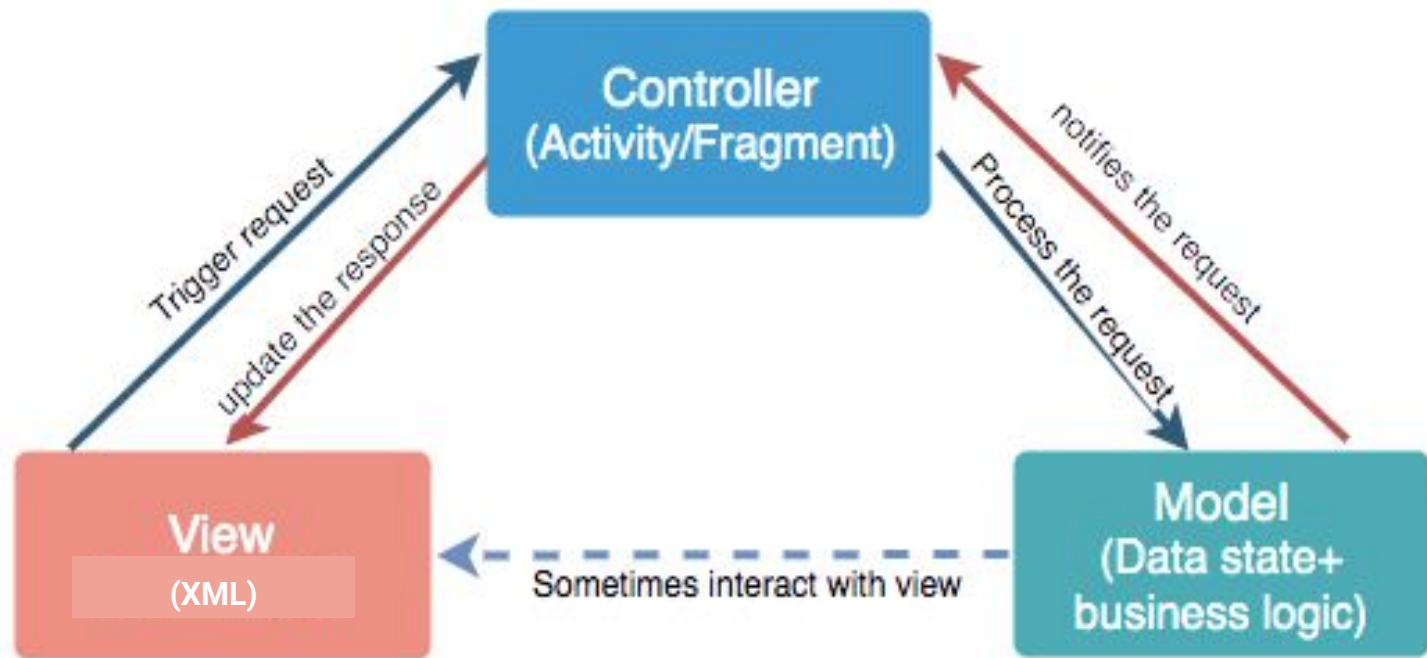 Controller
(Activity/Fragment)
Trigger request
update the response
Process the request
notifies the request
View
(XML)
Sometimes interact with view
Model
(Data state+
business logic)